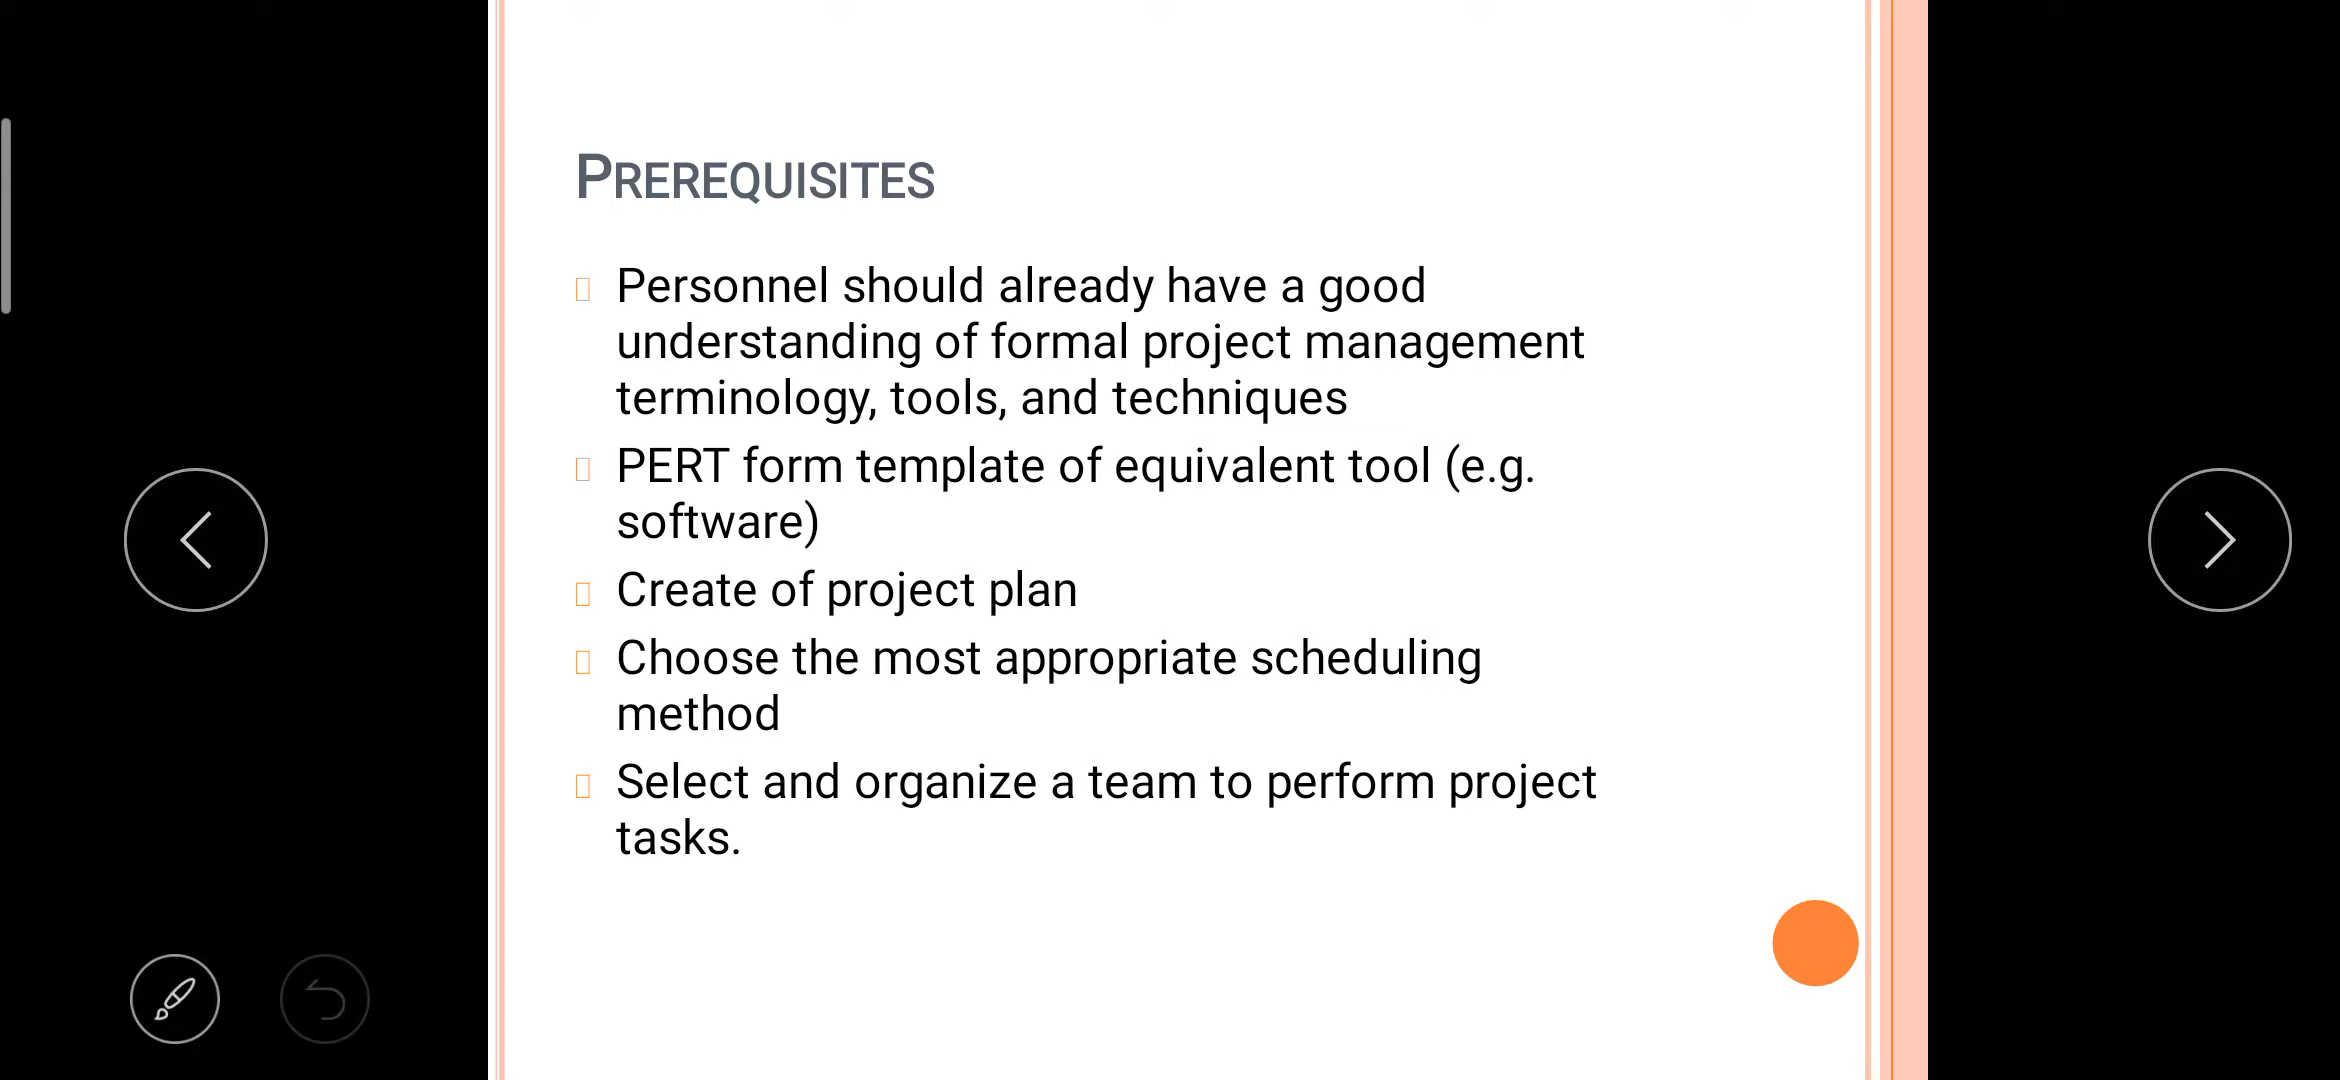 PREREQUISITES
Personnel should already have a good
understanding of formal project management
terminology, tools, and techniques
PERT form template of equivalent tool (e.g.
software)
Create of project plan
Choose the most appropriate scheduling
method
Select and organize a team to perform project
tasks.